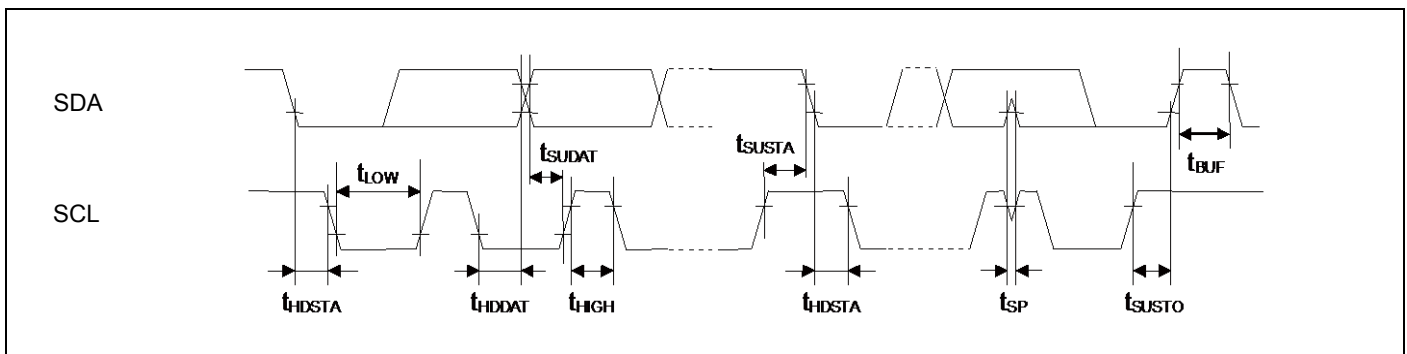 SDA
tSUDAT
tSUSTA
tLOW
tBUF
SCL
tHDSTA
tHDDAT
tHIGH
tHDSTA
tSP
tSUSTO